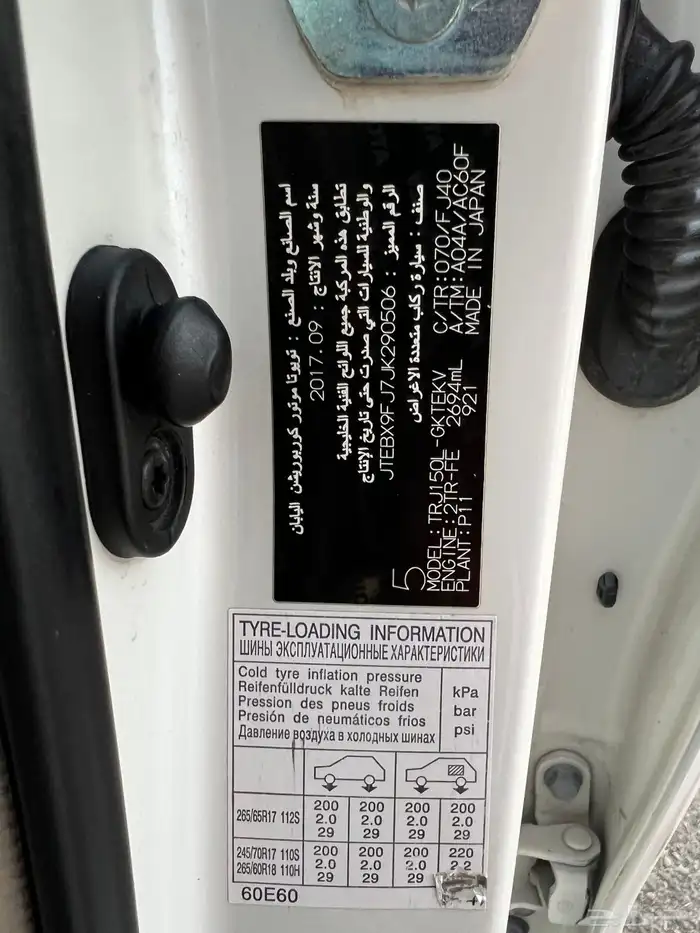 اسم الصانع وبلد الصنع : تويوتا موتور كوربوريشن اليابان
سنة وشهر الانتاج : 2017.09
تطابق هذه المركبة جميع اللوائح الفنية الخليجية
والوطنية للسيارات التي صدرت حتى تاريخ الإنتاج
الرقم المميز : JTEBX9FJ7JK290506
صنف : سيارة ركاب متعددة الاغراض
5
MODEL:TRJ150L-GKTEKV C/TR:070/FJ40
ENGINE:2TR-FE 2694mL A/TM:A04A/AC60F
PLANT:P11 921 MADE IN JAPAN
TYRE-LOADING INFORMATION
ШИНЫ ЭКСПЛУАТАЦИОННЫЕ ХАРАКТЕРИСТИКИ
Cold tyre inflation pressure
Reifenfülldruck kalte Reifen kPa
Pression des pneus froids bar
Presión de neumáticos frios psi
Давление воздуха в холодных шинах
200 200 200 200
265/65R17 112S 2.0 2.0 2.0 2.0
29 29 29 29
245/70R17 110S 200 200 200 220
265/60R18 110H 2.0 2.0 2.0 2.2
29 29 29
60E60